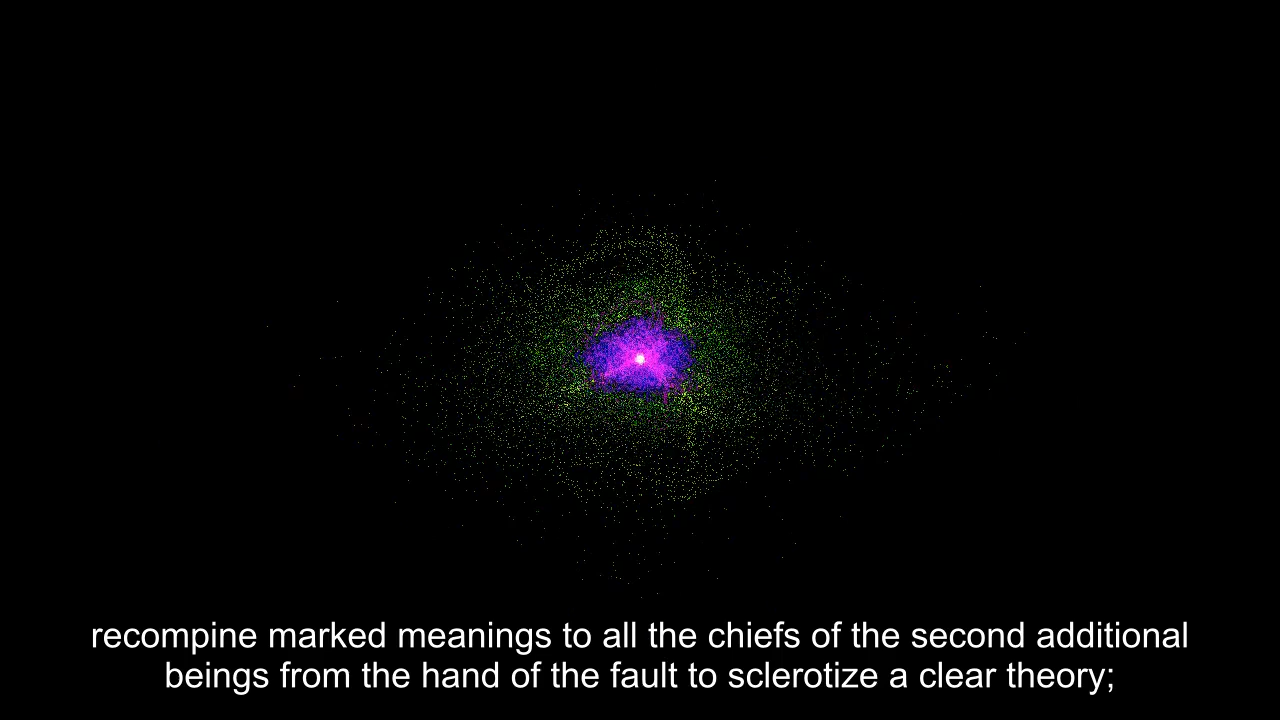 recompine marked meanings to all the chiefs of the second additional
beings from the hand of the fault to sclerotize a clear theory;